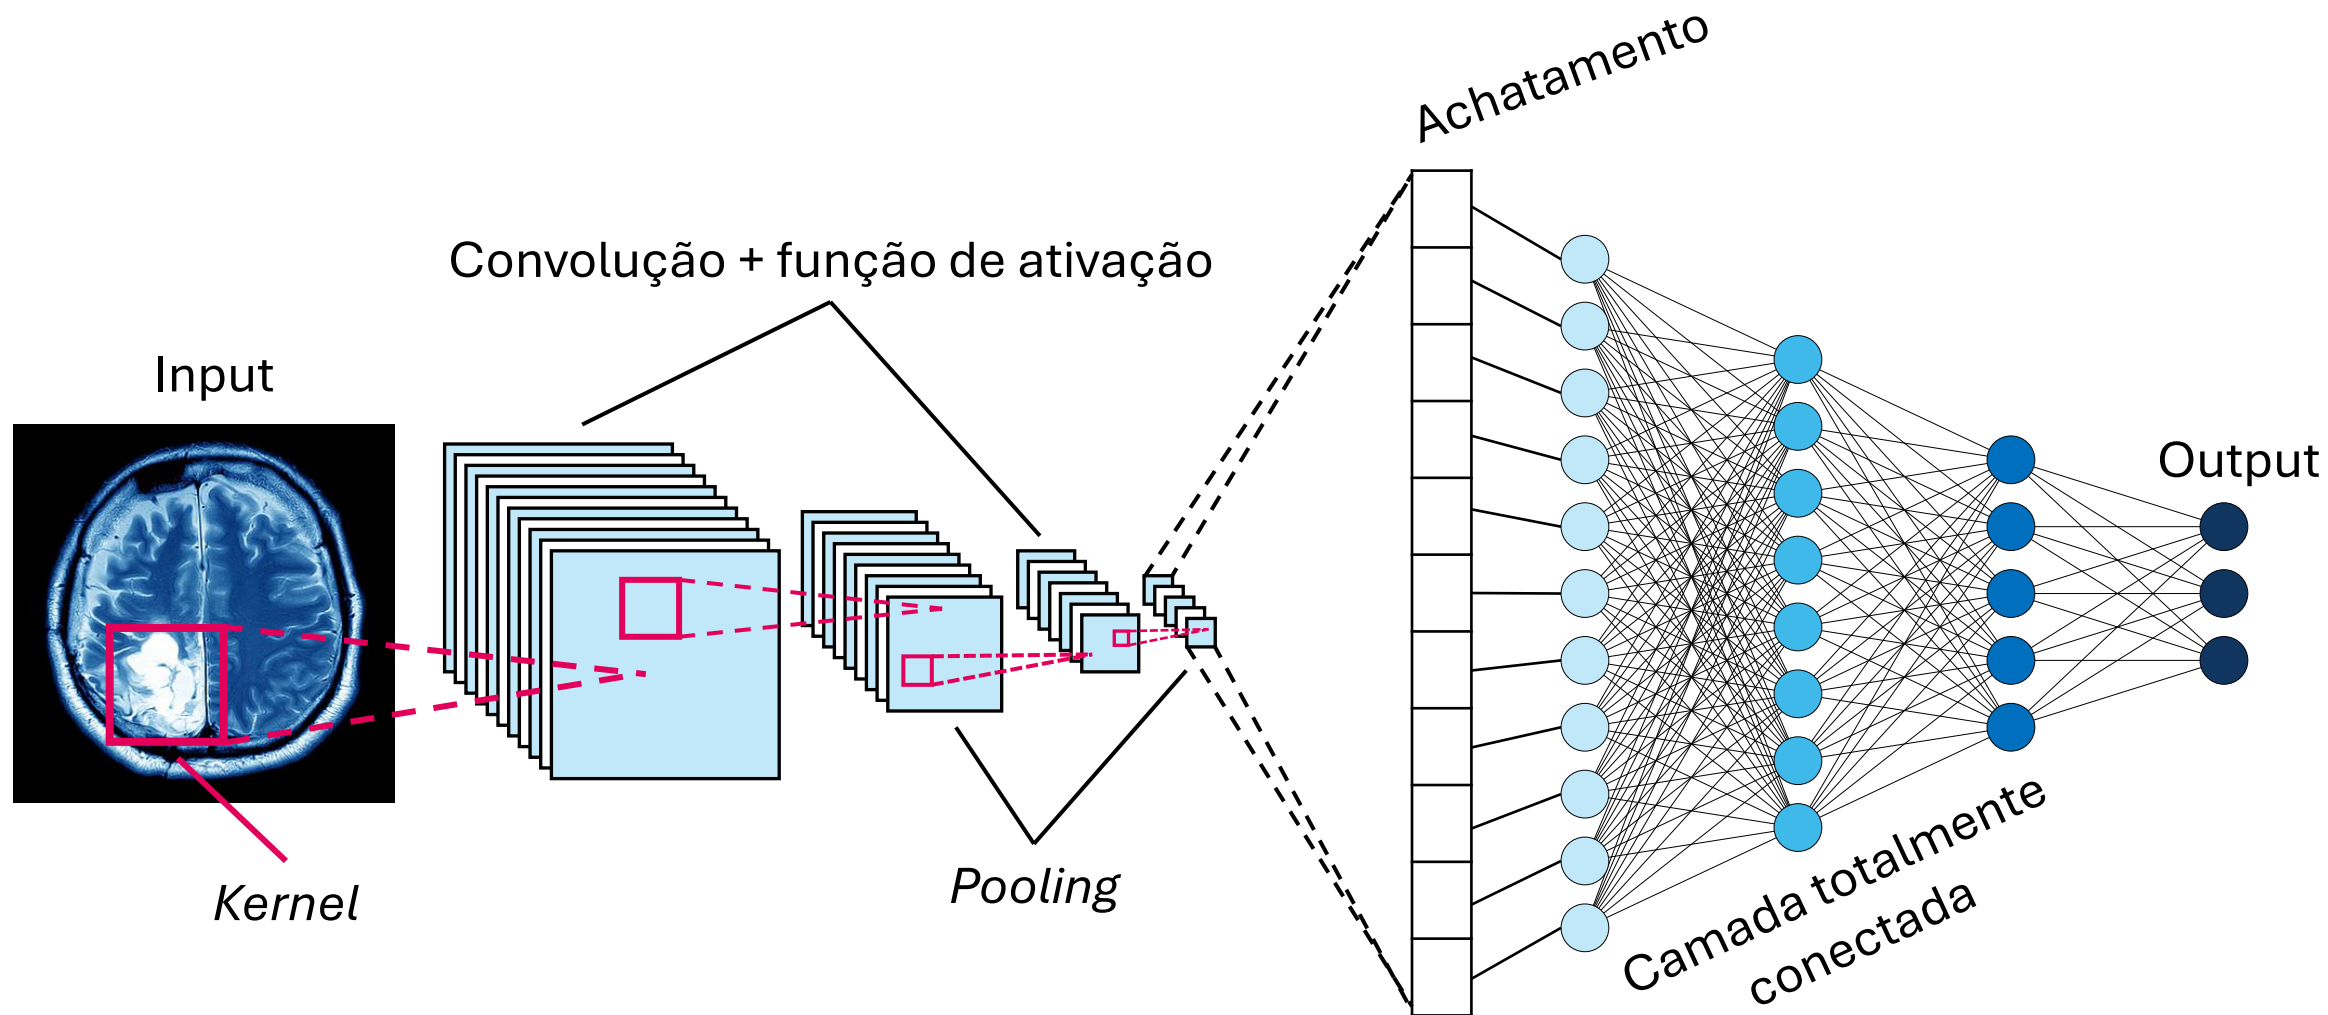 Achatamento
Convolução + função de ativação
Input
Output
Kernel
Pooling
Camada totalmente
conectada